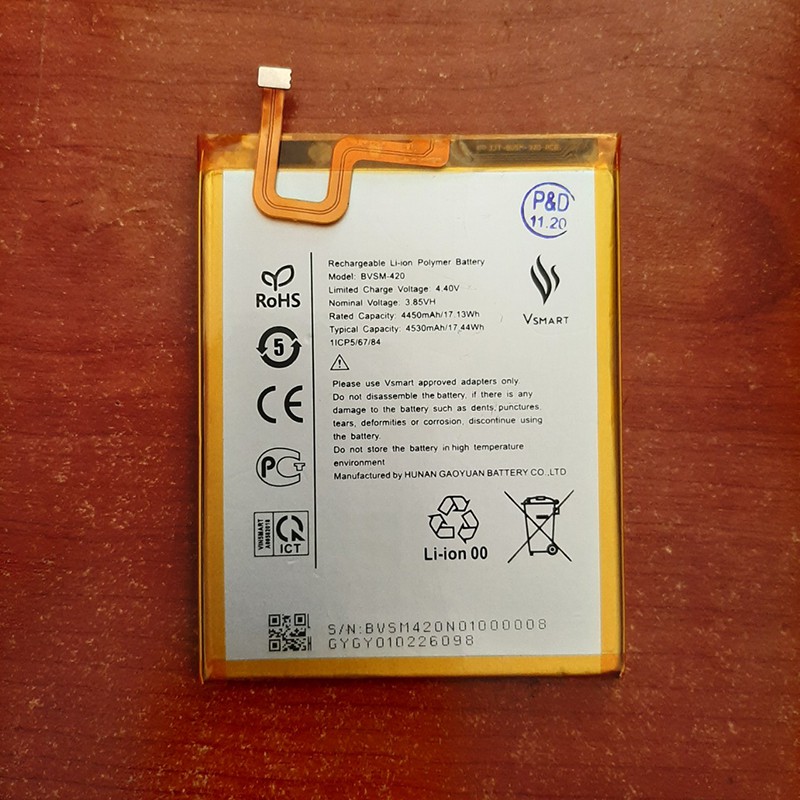 P&D
11.20
RoHS
5
CE
VINSMART
ICT
Rechargeable Li-ion Polymer Battery
Model: BVSM-420
Limited Charge Voltage: 4.40V
Nominal Voltage: 3.85VH
Rated Capacity: 4450mAh/17.13Wh
Typical Capacity: 4530mAh/17.44Wh
1ICP5/67/84
VSMART
Please use Vsmart approved adapters only.
Do not disassemble the battery, if there is any
damage to the battery such as dents, punctures,
tears, deformities or corrosion, discontinue using
the battery.
Do not store the battery in high temperature
environment
Manufactured by HUNAN GAOYUAN BATTERY CO.,LTD
Li-ion 00
S/N:BVSM420N01000008
GYGY010226098